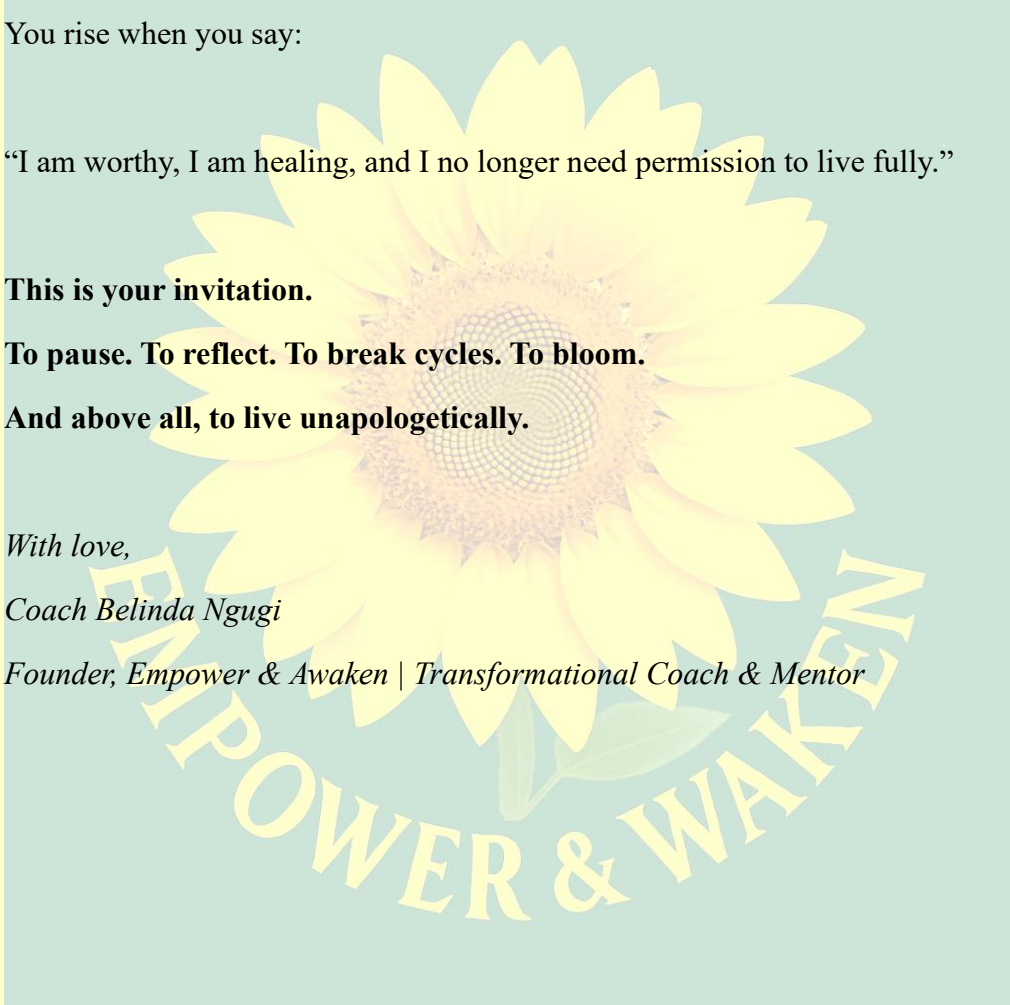 You rise when you say:
“I am worthy, I am healing, and I no longer need permission to live fully.”
This is your invitation.
To pause. To reflect. To break cycles. To bloom.
And above all, to live unapologetically.
With love,
Coach Belinda Ngugi
Founder, Empower & Awaken | Transformational Coach & Mentor
EMPOWER & WAKEN